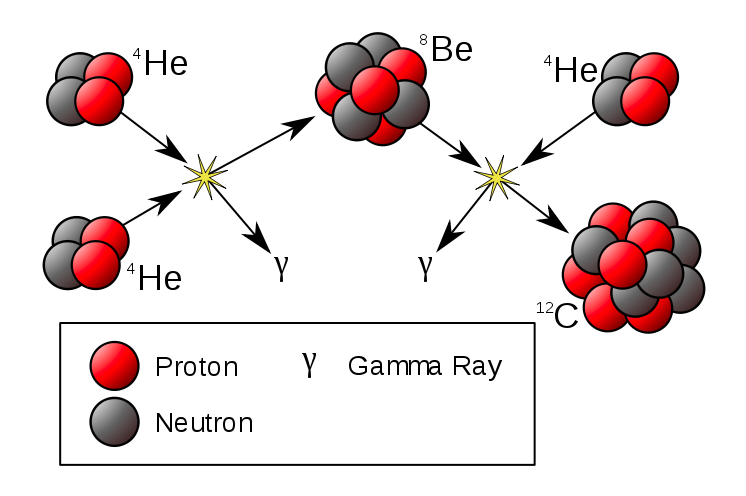 ⁴He
⁸Be
⁴He
⁴He
γ
γ
¹²C
Proton
γ Gamma Ray
Neutron